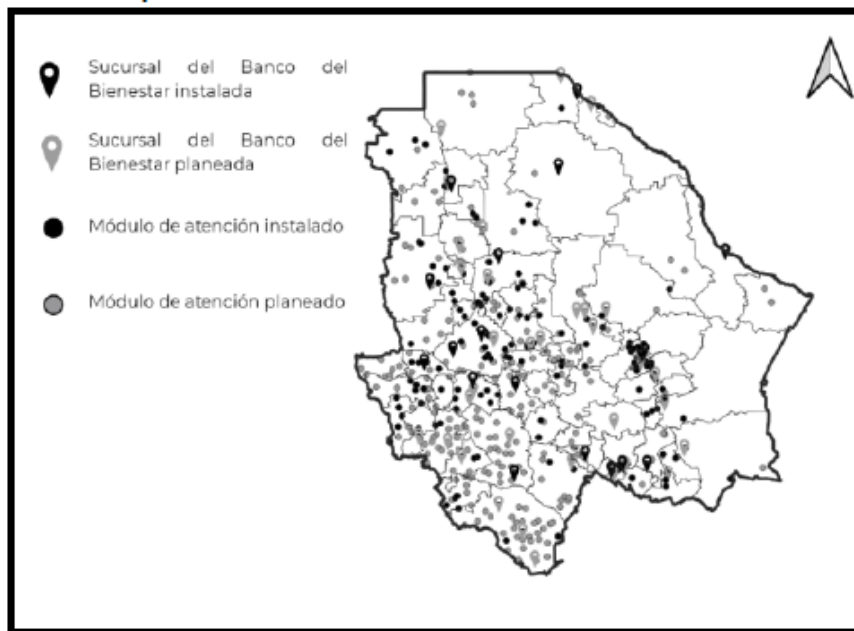 Sucursal del Banco del
Bienestar instalada
Sucursal del Banco del
Bienestar planeada
Módulo de atención instalado
Módulo de atención planeado